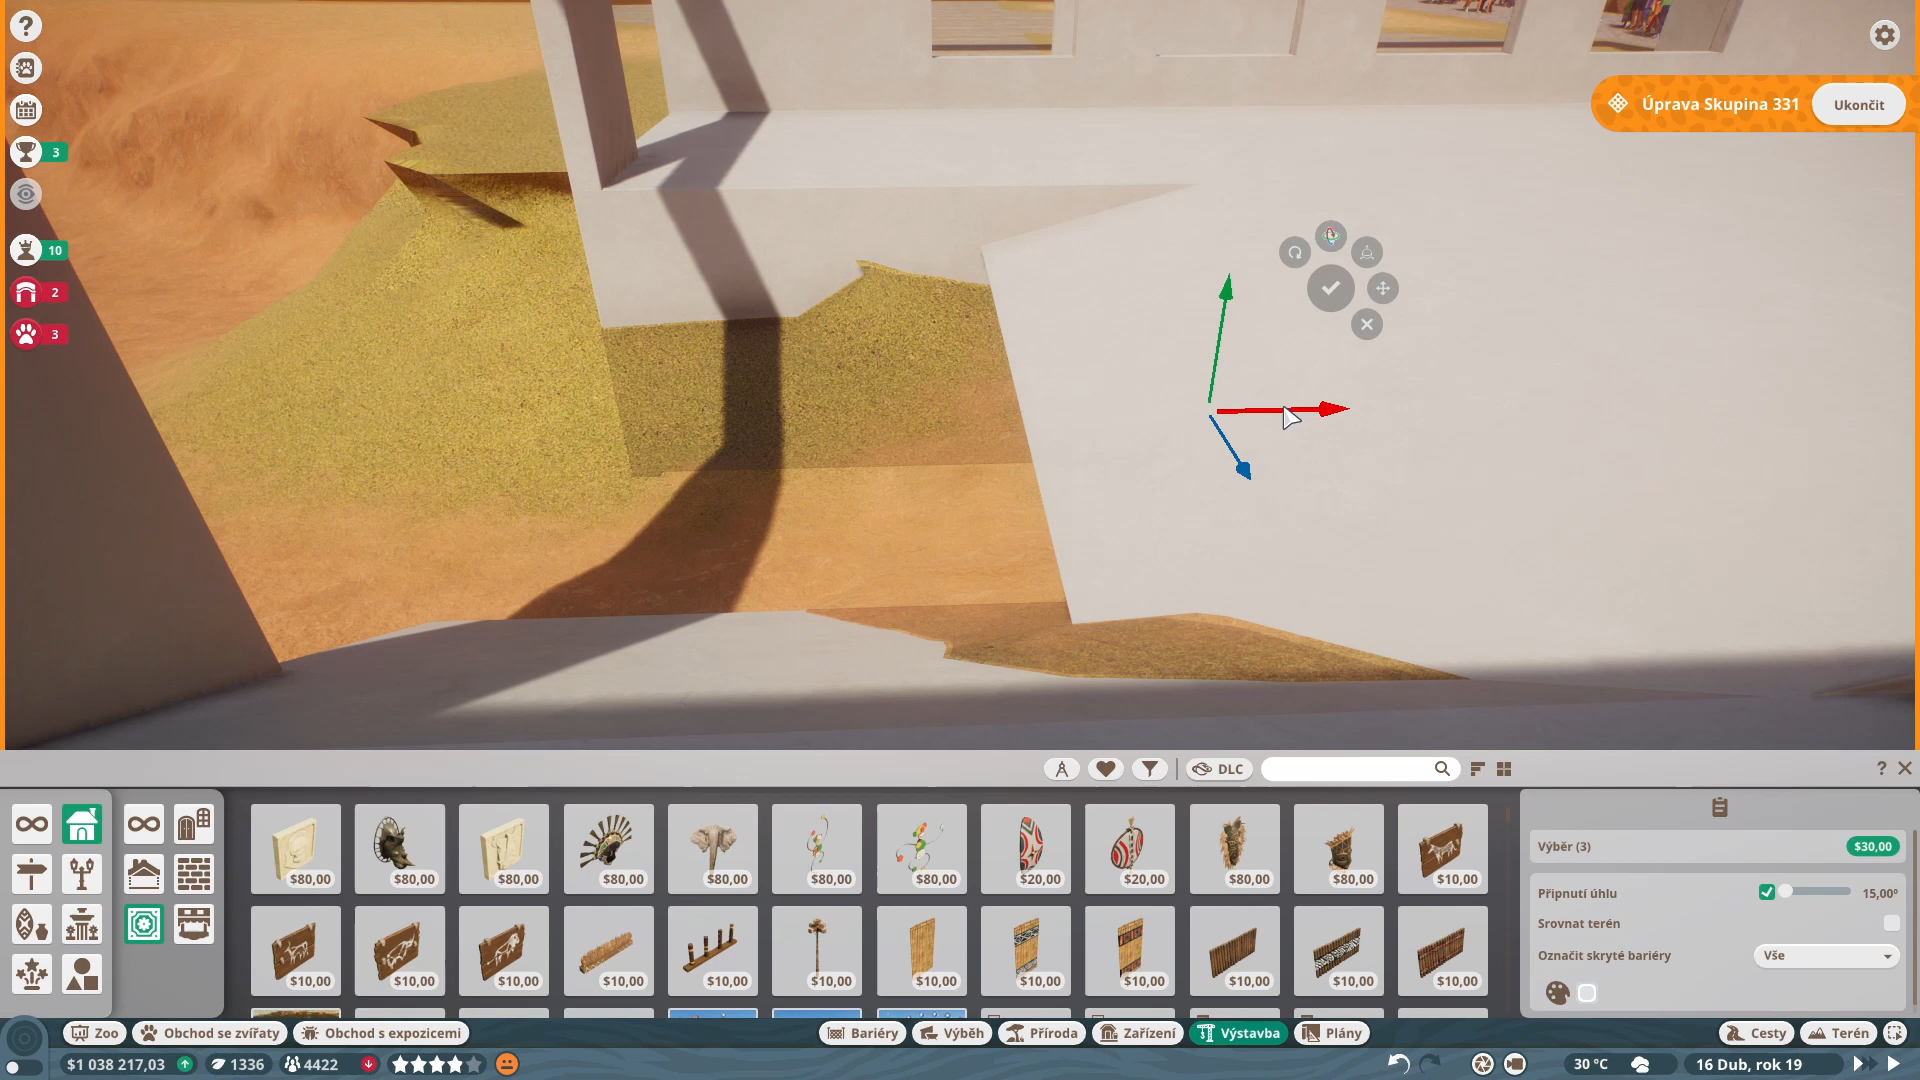 ?
Úprava Skupina 331
Ukončit
3
10
2
3
DLC
?
$80,00
$80,00
$80,00
$80,00
$80,00
$80,00
$80,00
$20,00
$20,00
$80,00
$80,00
$10,00
$10,00
$10,00
$10,00
$10,00
$10,00
$10,00
$10,00
$10,00
$10,00
$10,00
$10,00
$10,00
Výběr (3)
$30,00
Připnutí úhlu
15,00°
Srovnat terén
Označit skryté bariéry
Vše
Zoo
Obchod se zvířaty
Obchod s expozicemi
Bariéry
Výběh
Příroda
Zařízení
Výstavba
Plány
Cesty
Terén
$1 038 217,03
1336
4422
30 °C
16 Dub, rok 19